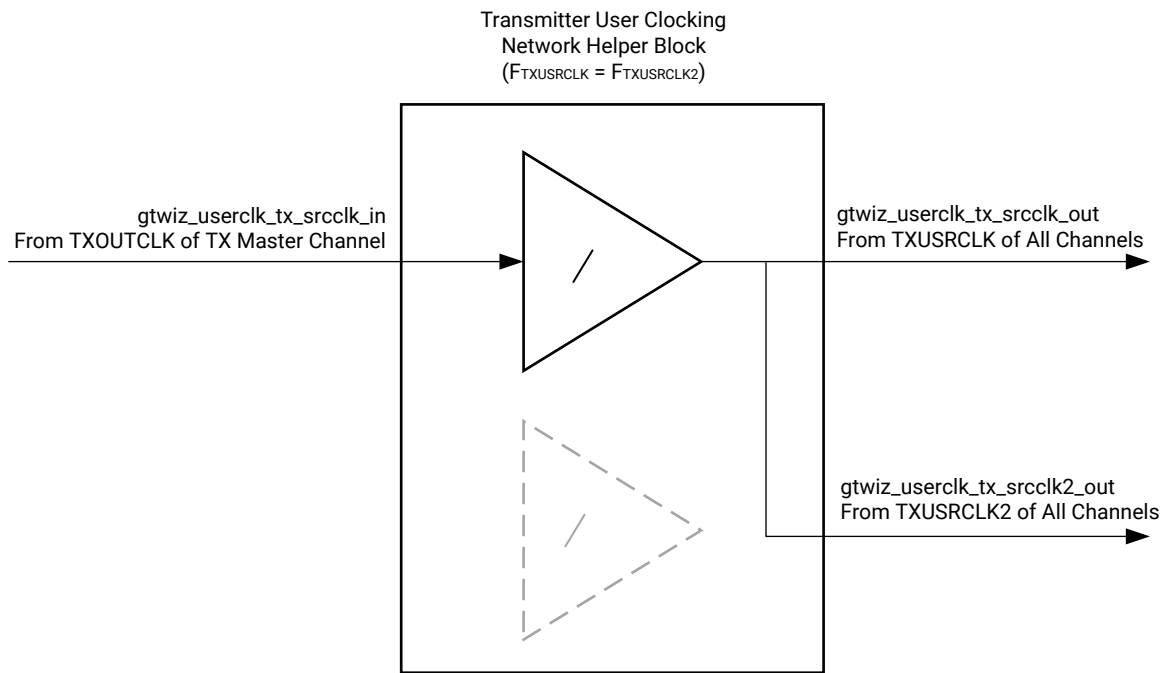 Transmitter User Clocking
Network Helper Block
(FTXUSRCLK = FTXUSRCLK2)
gtwiz_userclk_tx_srcclk_in
From TXOUTCLK of TX Master Channel
/
gtwiz_userclk_tx_srcclk_out
From TXUSRCLK of All Channels
/
gtwiz_userclk_tx_srcclk2_out
From TXUSRCLK2 of All Channels